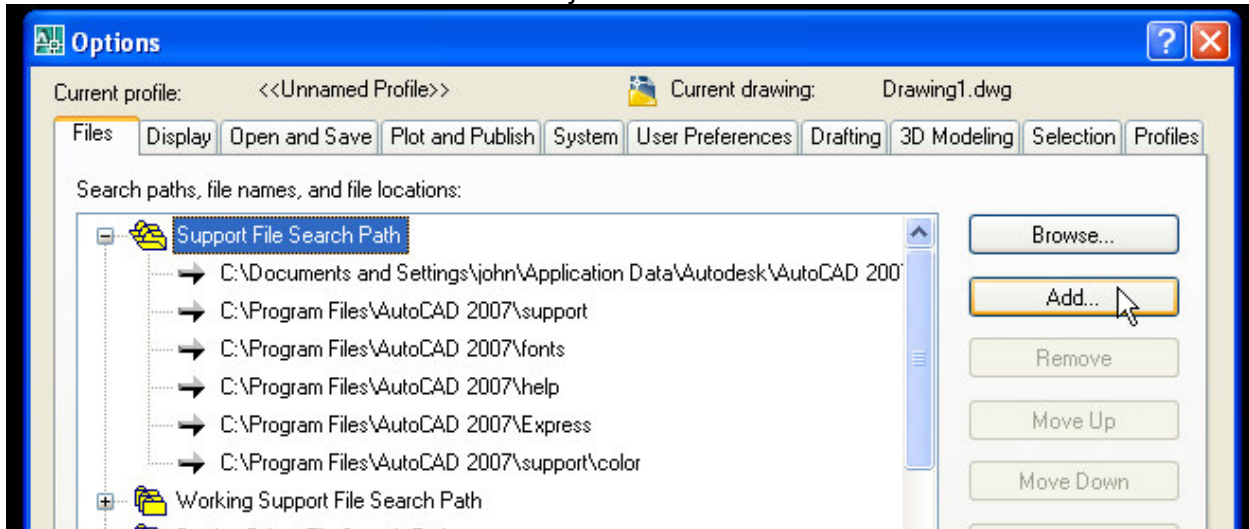 Options
Current profile: <<Unnamed Profile>> Current drawing: Drawing1.dwg
Files Display Open and Save Plot and Publish System User Preferences Drafting 3D Modeling Selection Profiles
Search paths, file names, and file locations:
Support File Search Path
Browse...
C:\Documents and Settings\john\Application Data\Autodesk\AutoCAD 200
Add...
C:\Program Files\AutoCAD 2007\support
C:\Program Files\AutoCAD 2007\fonts
Remove
C:\Program Files\AutoCAD 2007\help
C:\Program Files\AutoCAD 2007\Express
Move Up
C:\Program Files\AutoCAD 2007\support\color
Move Down
Working Support File Search Path